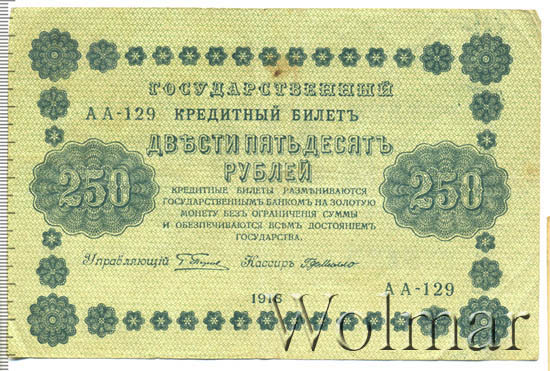 ГОСУДАРСТВЕННЫЙ
АА-129 КРЕДИТНЫЙ БИЛЕТЪ
ДВѢСТИ ПЯТЬДЕСЯТЪ
РУБЛЕЙ
250 250
КРЕДИТНЫЕ БИЛЕТЫ РАЗМѢНИВАЮТСЯ
ГОСУДАРСТВЕННЫМЪ БАНКОМЪ НА ЗОЛОТУЮ
МОНЕТУ БЕЗЪ ОГРАНИЧЕНІЯ СУММЫ
И ОБЕЗПЕЧИВАЮТСЯ ВСѢМЪ ДОСТОЯНІЕМЪ
ГОСУДАРСТВА.
Управляющій Кассиръ
АА-129
1918
Wolmar